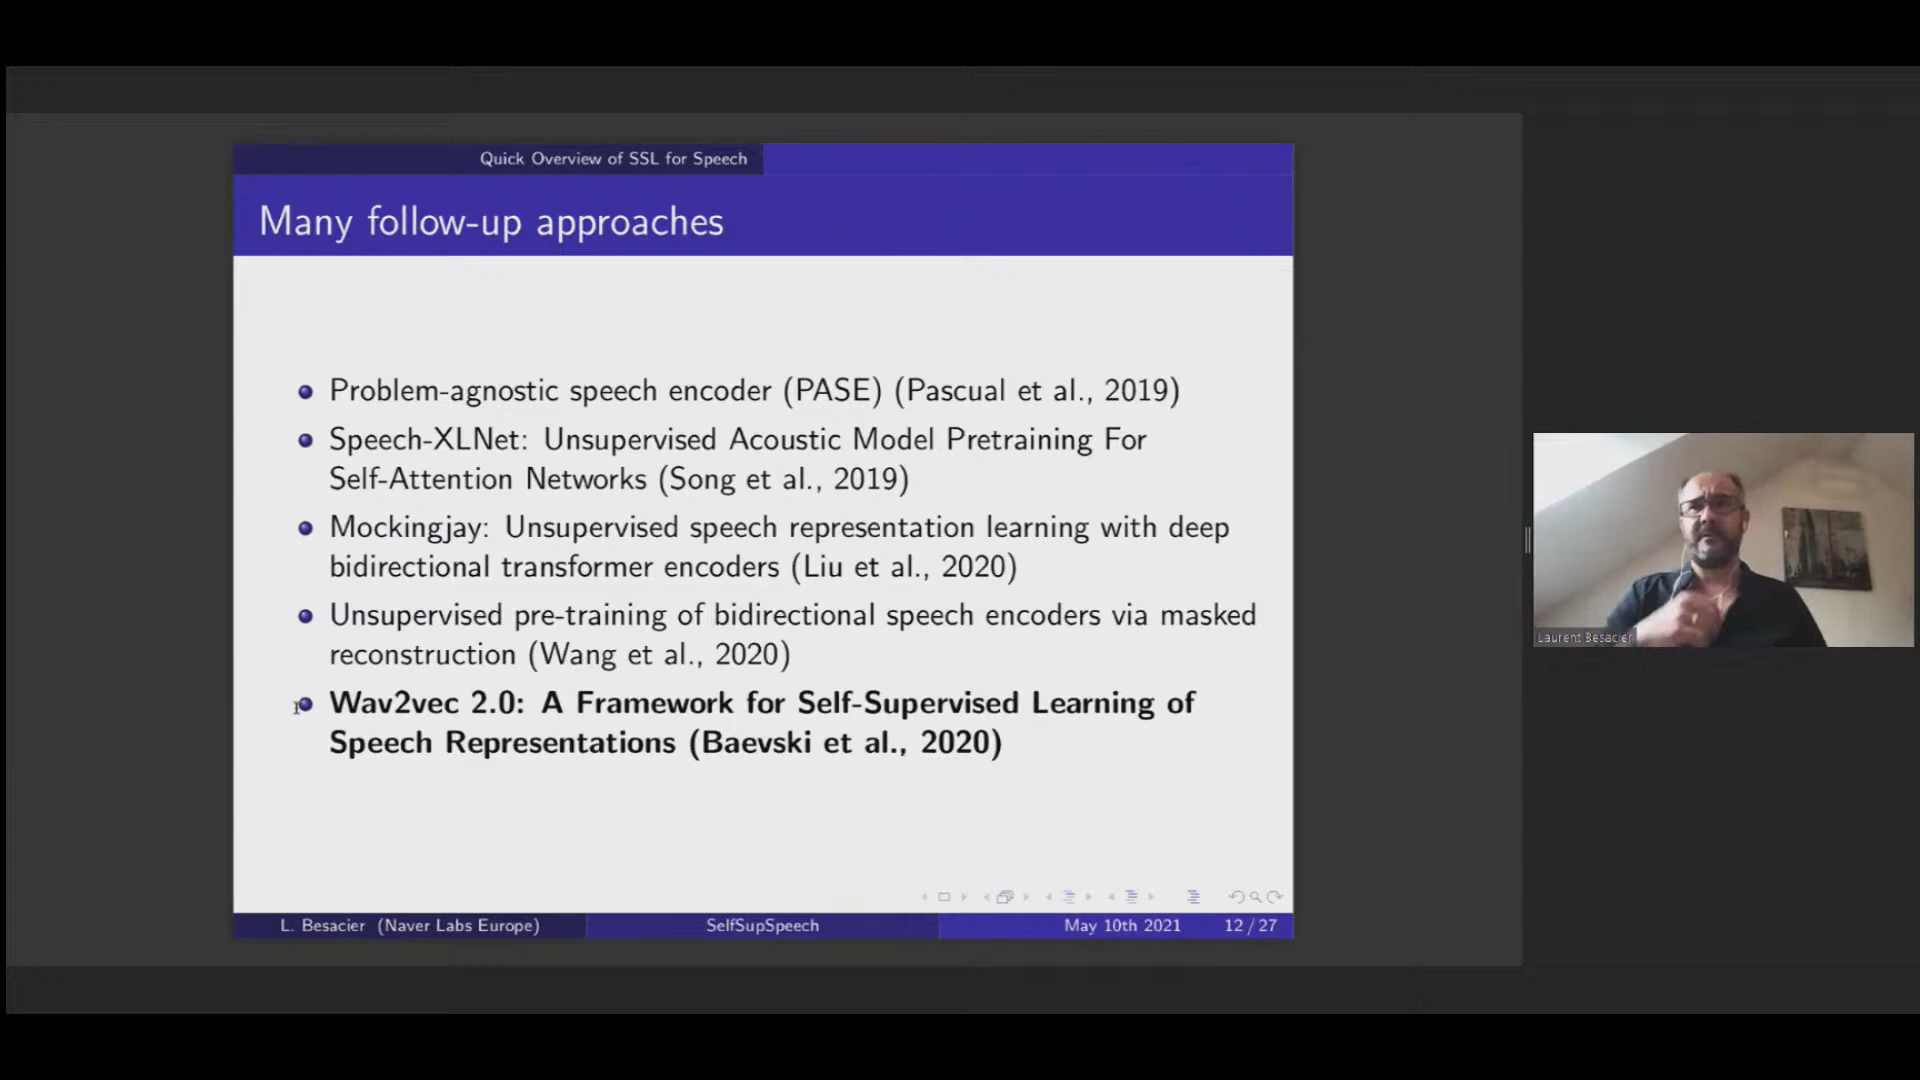 Quick Overview of SSL for Speech
Many follow-up approaches
Problem-agnostic speech encoder (PASE) (Pascual et al., 2019)
Speech-XLNet: Unsupervised Acoustic Model Pretraining For
Self-Attention Networks (Song et al., 2019)
Mockingjay: Unsupervised speech representation learning with deep
bidirectional transformer encoders (Liu et al., 2020)
Unsupervised pre-training of bidirectional speech encoders via masked
reconstruction (Wang et al., 2020)
Wav2vec 2.0: A Framework for Self-Supervised Learning of
Speech Representations (Baevski et al., 2020)
L. Besacier (Naver Labs Europe)
SelfSupSpeech
May 10th 2021
12 / 27
Laurent Besacier